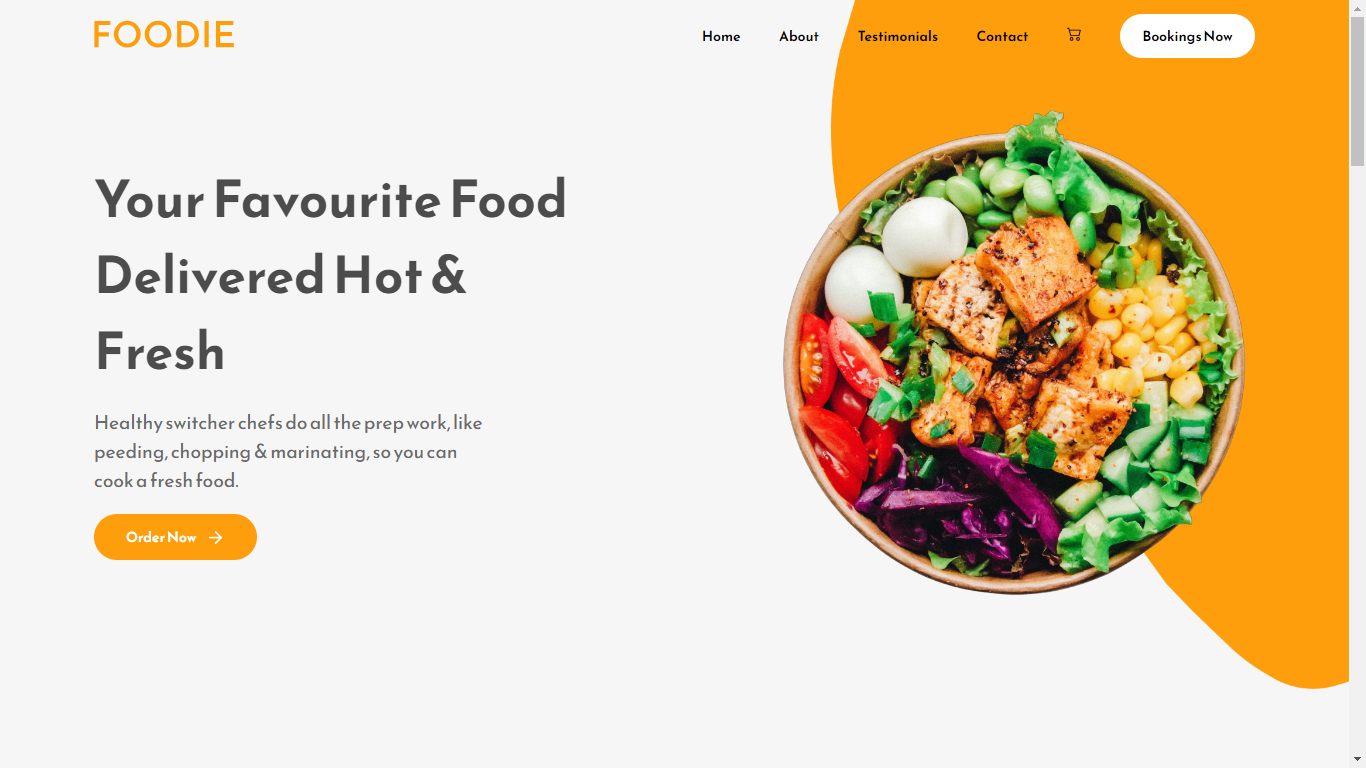 FOODIE
Home
About
Testimonials
Contact
Bookings Now
Your Favourite Food
Delivered Hot &
Fresh
Healthy switcher chefs do all the prep work, like
peeding, chopping & marinating, so you can
cook a fresh food.
Order Now